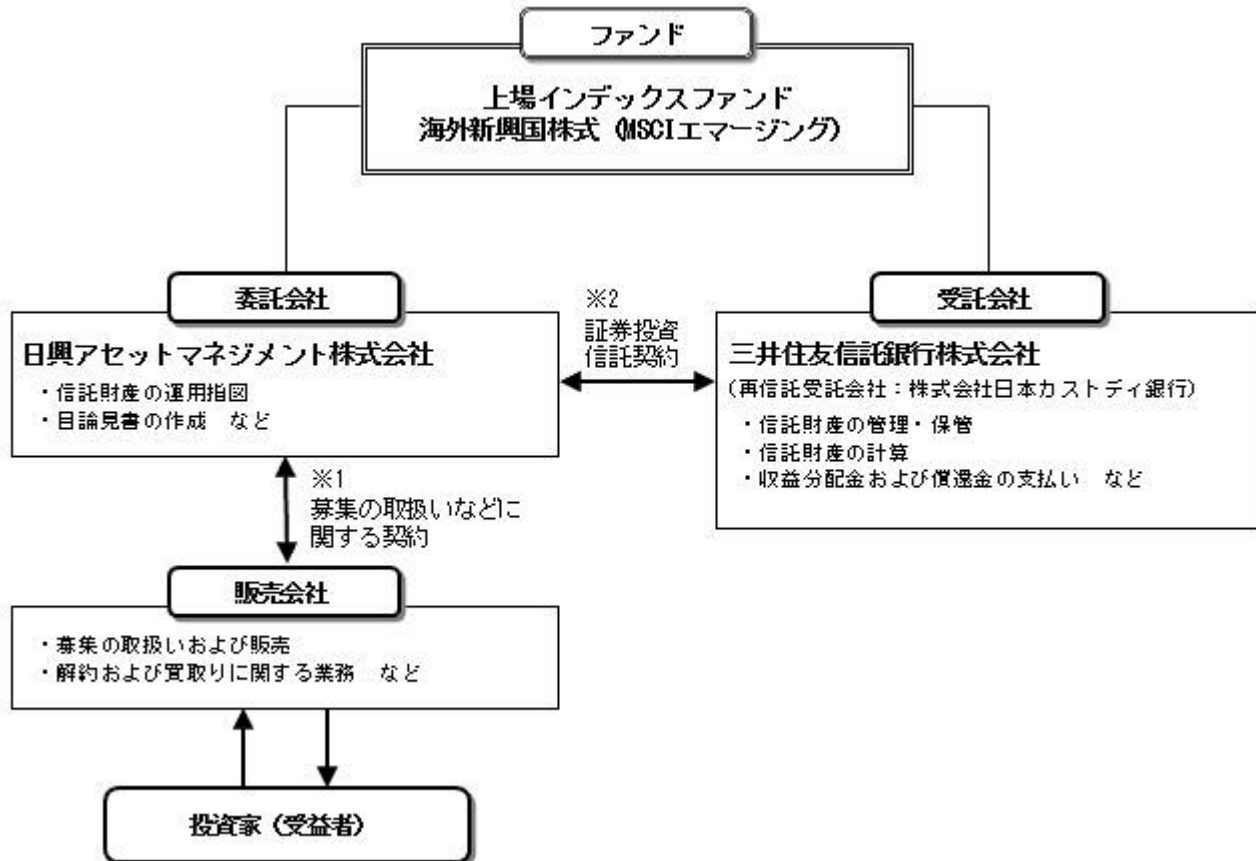 ファンド
上場インデックスファンド
海外新興国株式（MSCIエマージング）
委託会社
日興アセットマネジメント株式会社
・信託財産の運用指図
・目論見書の作成　など
※2
証券投資
信託契約
受託会社
三井住友信託銀行株式会社
（再信託受託会社：株式会社日本カストディ銀行）
・信託財産の管理・保管
・信託財産の計算
・収益分配金および償還金の支払い　など
※1
募集の取扱いなどに
関する契約
販売会社
・募集の取扱いおよび販売
・解約および買取りに関する業務　など
投資家（受益者）